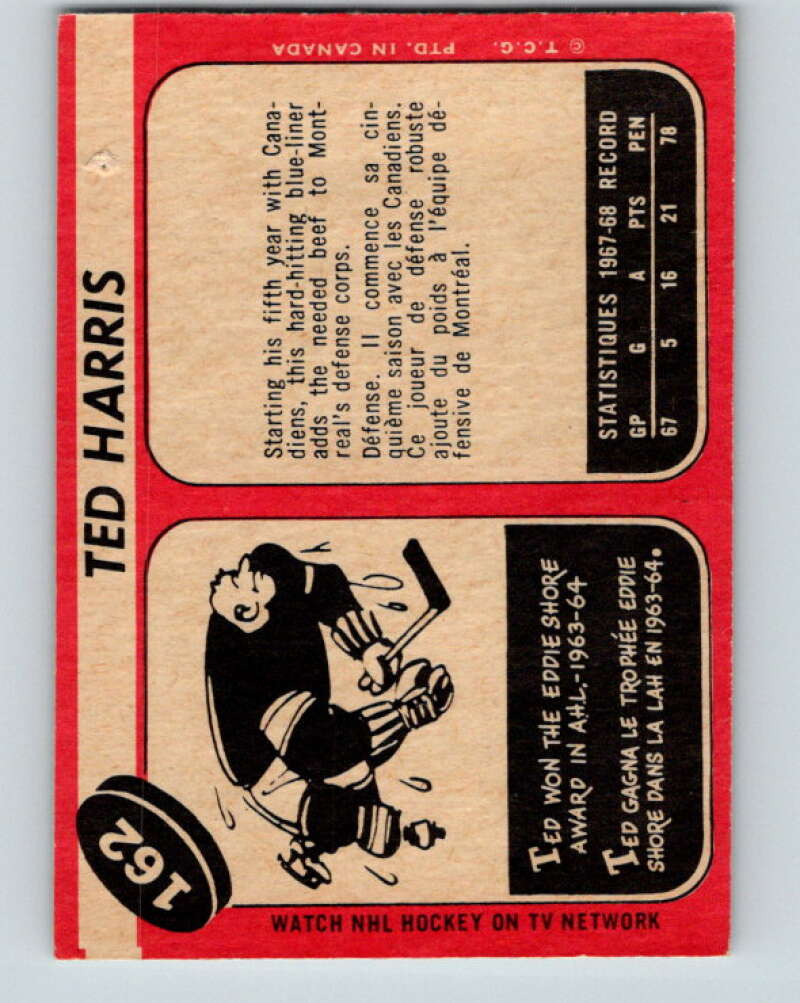 162
TED HARRIS
TED WON THE EDDIE SHORE
AWARD IN A.H.L.-1963-64
TED GAGNA LE TROPHÉE EDDIE
SHORE DANS LA LAH EN 1963-64.
WATCH NHL HOCKEY ON TV NETWORK
Starting his fifth year with Cana-
diens, this hard-hitting blue-liner
adds the needed beef to Mont-
real's defense corps.
Défense. Il commence sa cin-
quième saison avec les Canadiens.
Ce joueur de défense robuste
ajoute du poids à l'équipe dé-
fensive de Montréal.
STATISTIQUES 1967-68 RECORD
GP G A PTS PEN
67 5 16 21 78
© T.C.G. PTD. IN CANADA